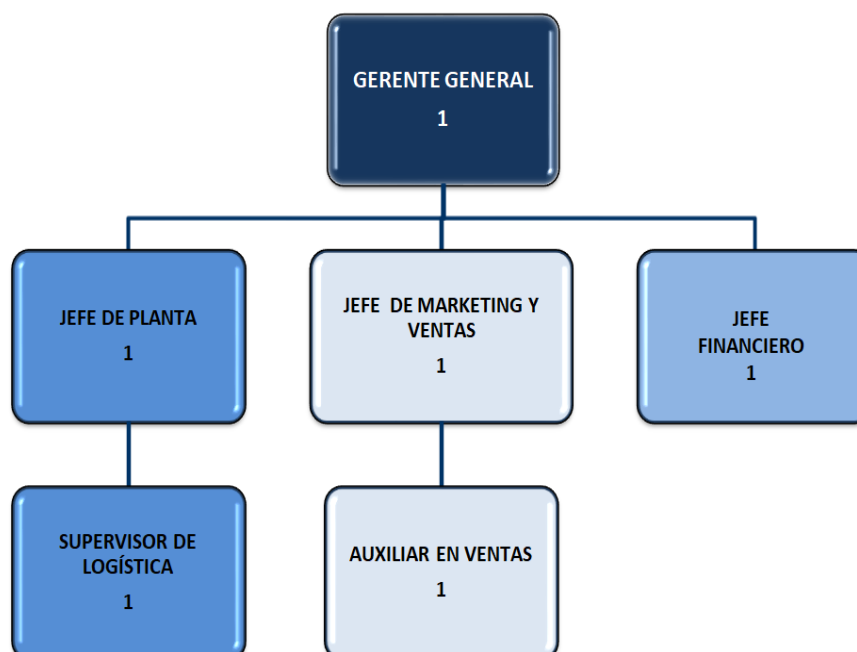 GERENTE GENERAL
1
JEFE DE PLANTA
1
JEFE DE MARKETING Y
VENTAS
1
JEFE
FINANCIERO
1
SUPERVISOR DE
LOGÍSTICA
1
AUXILIAR EN VENTAS
1